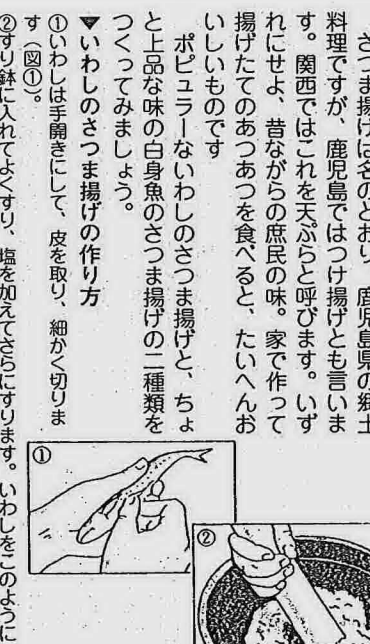 さつま揚げは名のとおり、鹿児島県の郷土
料理ですが、鹿児島ではつけ揚げとも言いま
す。関西ではこれを天ぷらと呼びます。いず
れにせよ、昔ながらの庶民の味。家で作って
揚げたてのあつあつを食べると、たいへんお
いしいものです
ポピュラーないわしのさつま揚げと、ちょ
と上品な味の白身魚のさつま揚げの二種類を
つくってみましょう。
▼いわしのさつま揚げの作り方
①いわしは手開きにして、皮を取り、細かく切りま
す(図①)。
②すり鉢に入れてよくすり、塩を加えてさらにすります。いわしをこのように
①
②